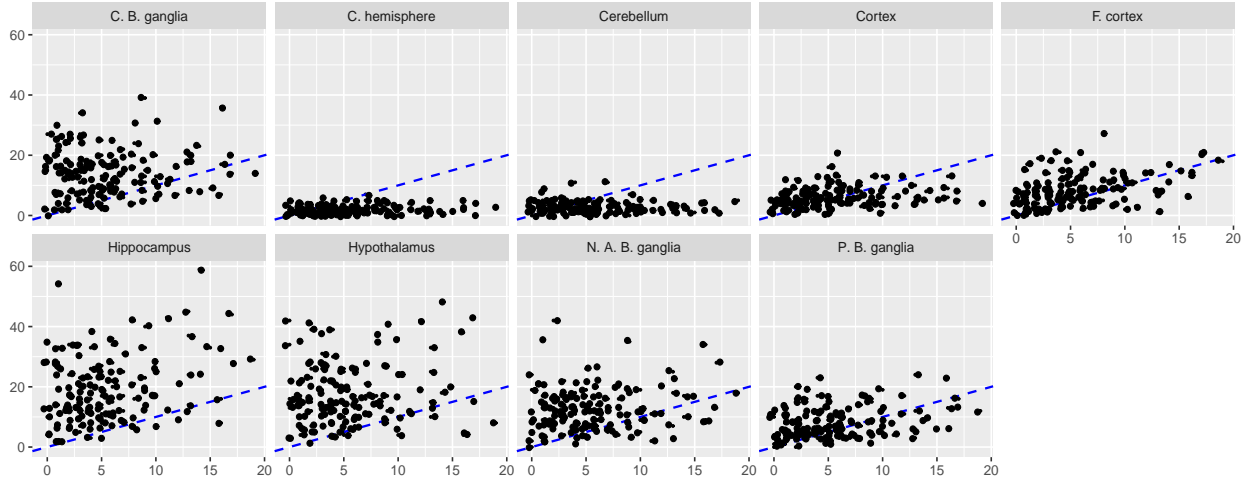 C. B. ganglia C. hemisphere Cerebellum Cortex F. cortex
60
40
20
0
0 5 10 15 20
Hippocampus Hypothalamus N. A. B. ganglia P. B. ganglia
60
40
20
0
0 5 10 15 20 0 5 10 15 20 0 5 10 15 20 0 5 10 15 20